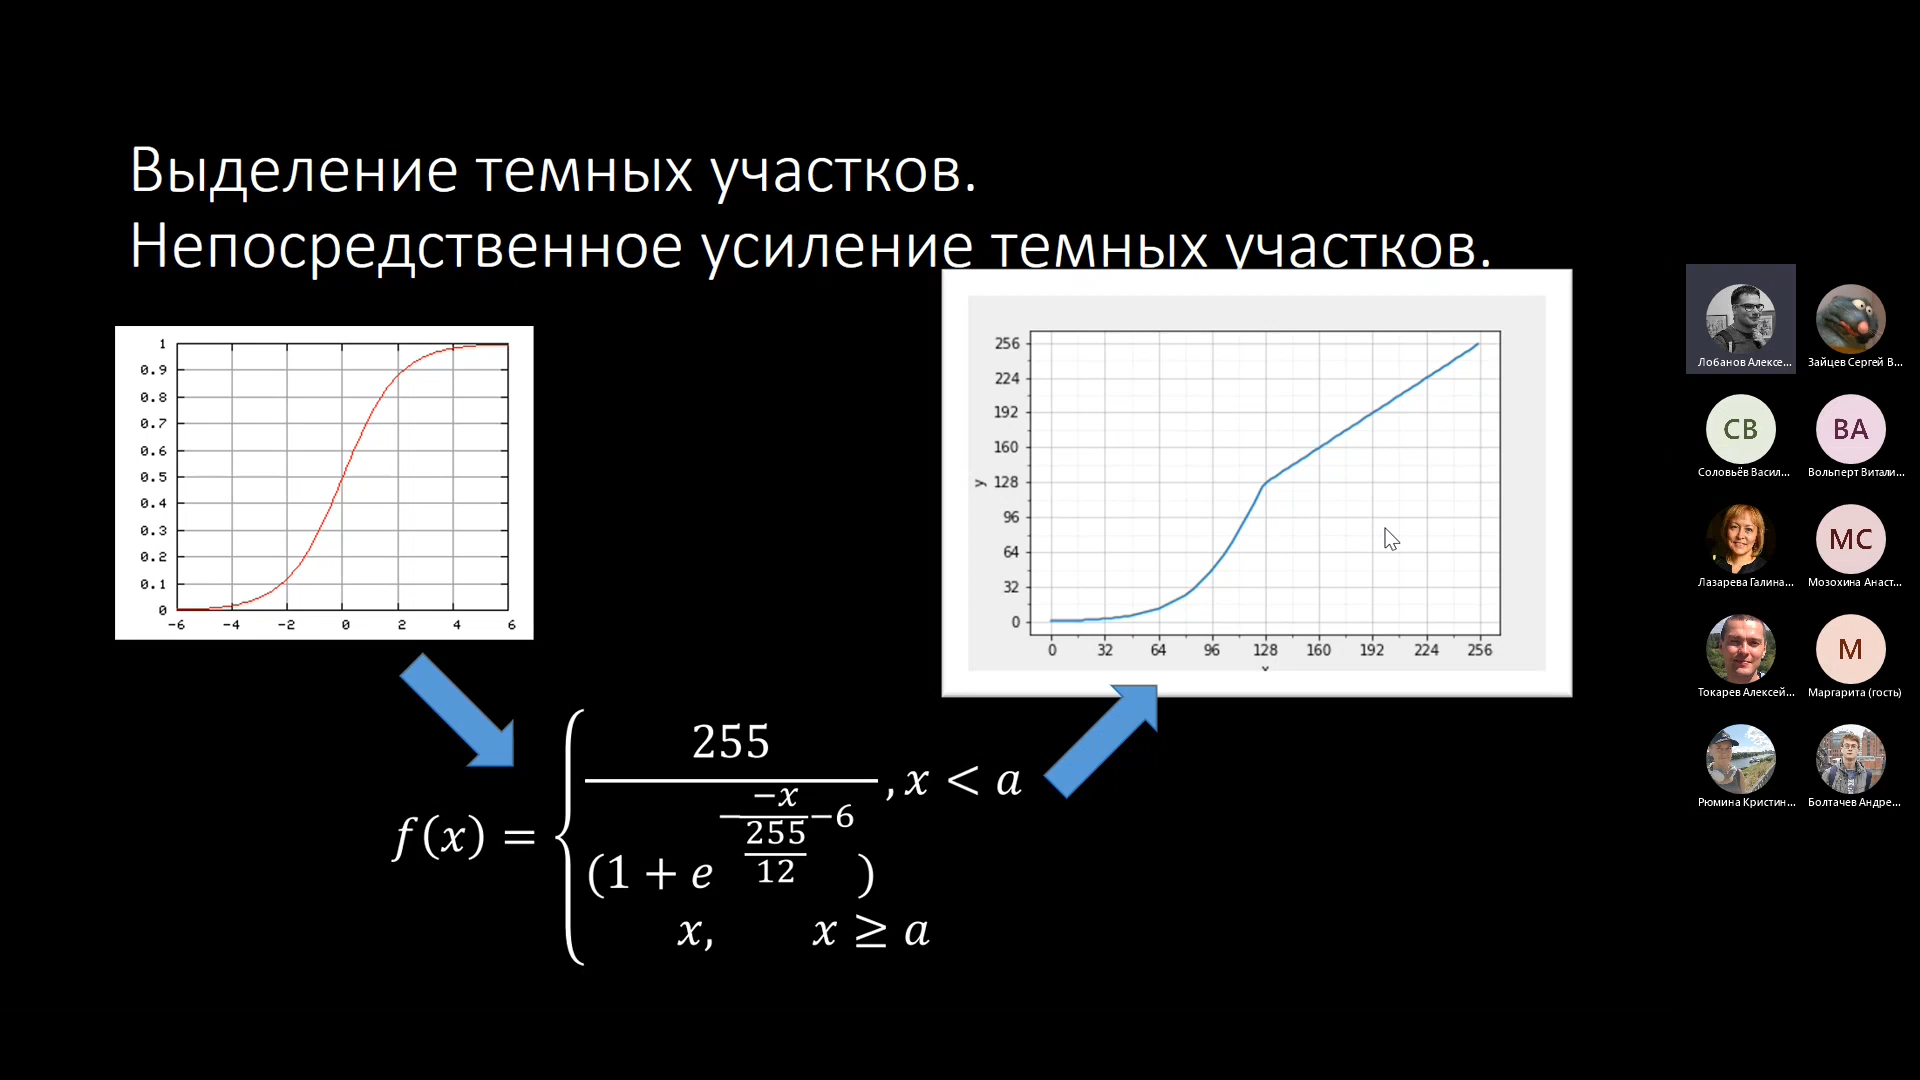 Выделение темных участков.
Непосредственное усиление темных участков.
1
0.9
0.8
0.7
0.6
0.5
0.4
0.3
0.2
0.1
0
-6 -4 -2 0 2 4 6
256
224
192
160
128
96
64
32
0
y
0 32 64 96 128 160 192 224 256
x
f(x) = { 255 / (1 + e^(−(−x / (255/12))−6)) , x < a
x, x ≥ a
Лобанов Алексе... Зайцев Сергей В...
СВ ВА
Соловьёв Васил... Вольперт Витали...
МС
Лазарева Галина... Мозохина Анаст...
М
Токарев Алексей... Маргарита (гость)
Рюмина Кристин... Болтачев Андре...